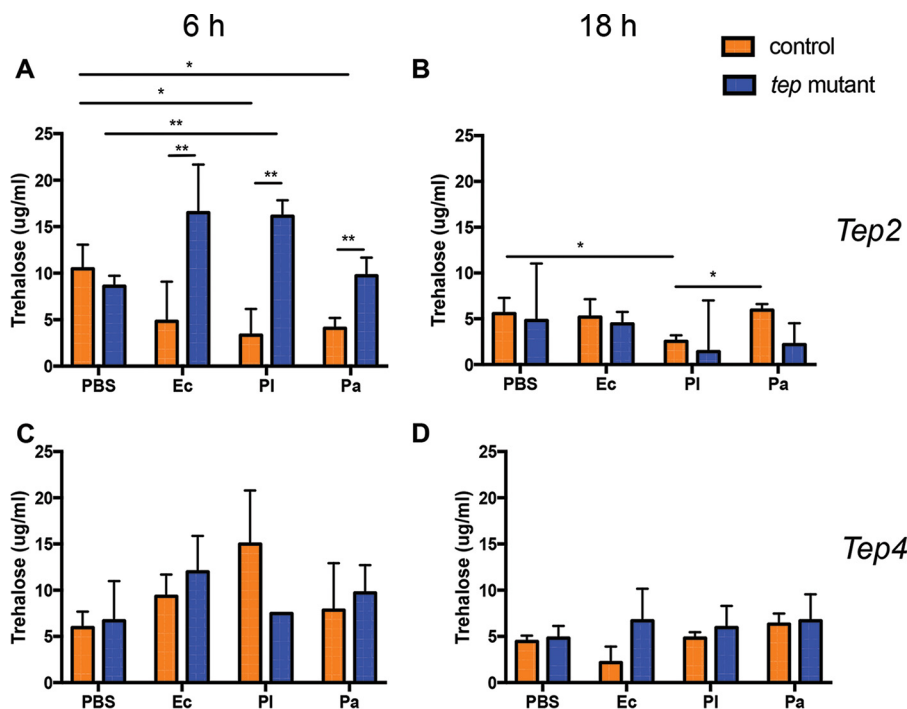 6 h
18 h
control
tep mutant
A
*
*
**
**
**
**
25
20
15
10
5
0
Trehalose (ug/ml)
PBS Ec Pl Pa
B
*
*
25
20
15
10
5
0
Trehalose (ug/ml)
PBS Ec Pl Pa
Tep2
C
25
20
15
10
5
0
Trehalose (ug/ml)
PBS Ec Pl Pa
D
25
20
15
10
5
0
Trehalose (ug/ml)
PBS Ec Pl Pa
Tep4